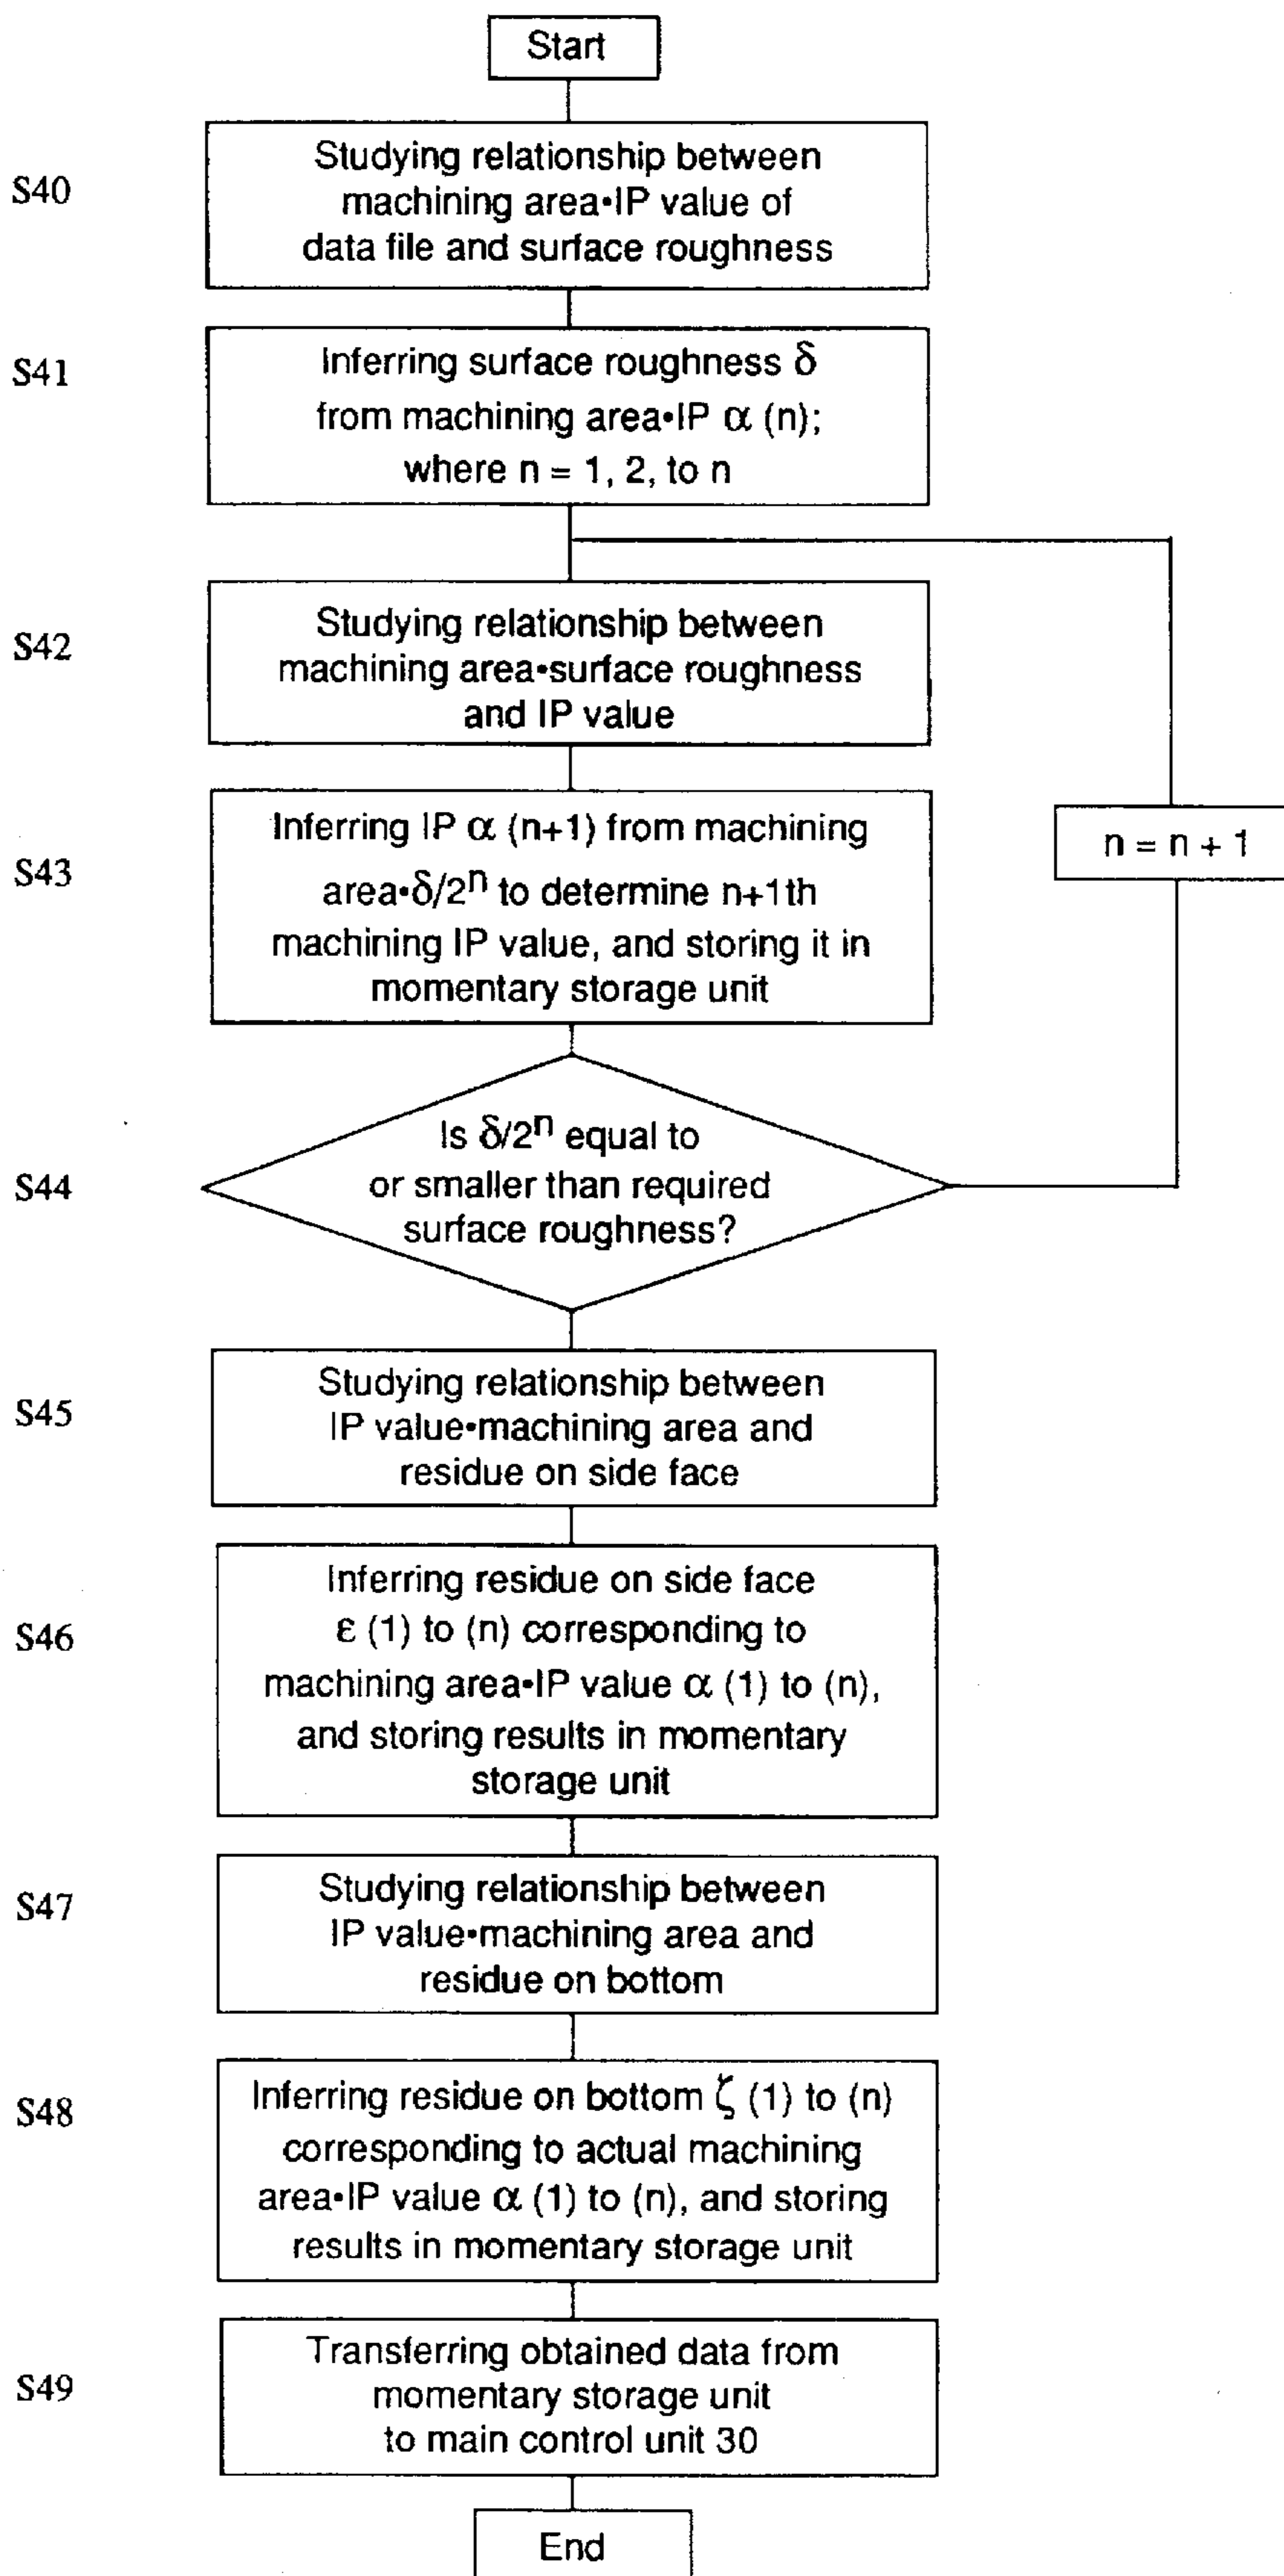 Start
S40
Studying relationship between
machining area•IP value of
data file and surface roughness
S41
Inferring surface roughness δ
from machining area•IP α (n);
where n = 1, 2, to n
S42
Studying relationship between
machining area•surface roughness
and IP value
S43
Inferring IP α (n+1) from machining
area•δ/2ⁿ to determine n+1th
machining IP value, and storing it in
momentary storage unit
n = n + 1
S44
Is δ/2ⁿ equal to
or smaller than required
surface roughness?
S45
Studying relationship between
IP value•machining area and
residue on side face
S46
Inferring residue on side face
ε (1) to (n) corresponding to
machining area•IP value α (1) to (n),
and storing results in momentary
storage unit
S47
Studying relationship between
IP value•machining area and
residue on bottom
S48
Inferring residue on bottom ζ (1) to (n)
corresponding to actual machining
area•IP value α (1) to (n), and storing
results in momentary storage unit
S49
Transferring obtained data from
momentary storage unit
to main control unit 30
End